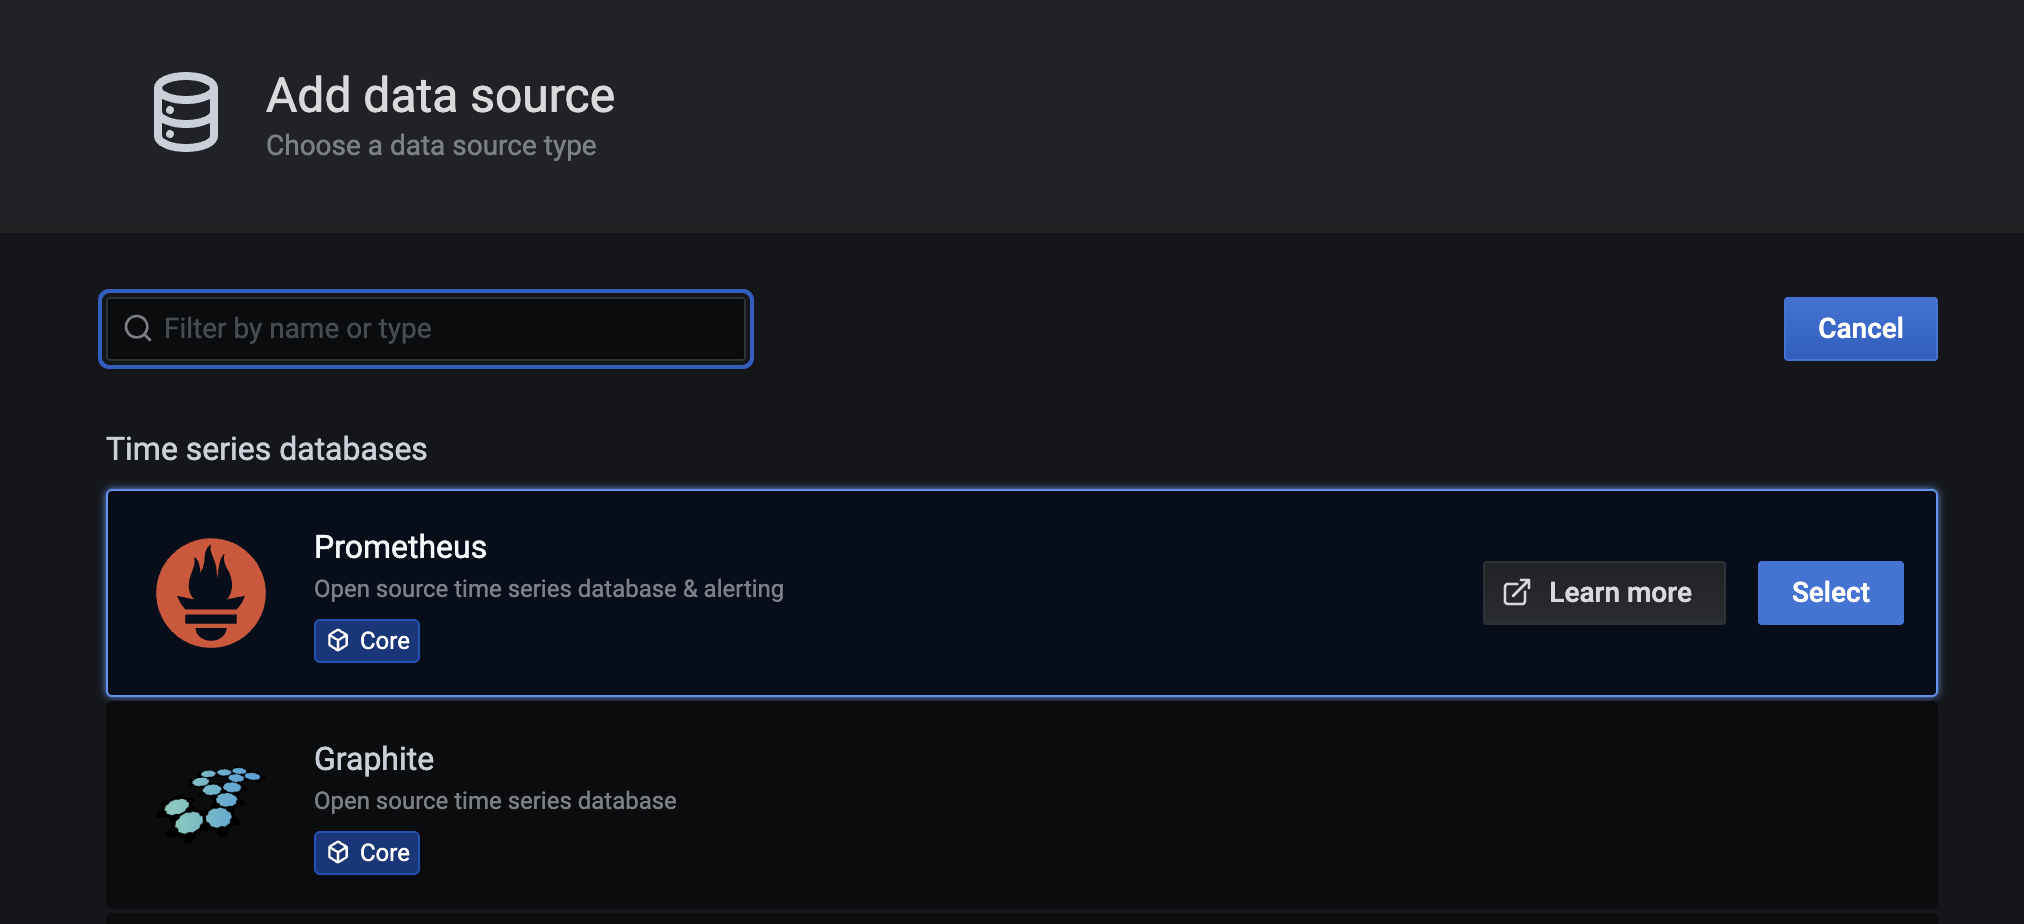 Add data source
Choose a data source type
Filter by name or type
Cancel
Time series databases
Prometheus
Open source time series database & alerting
Core
Learn more
Select
Graphite
Open source time series database
Core